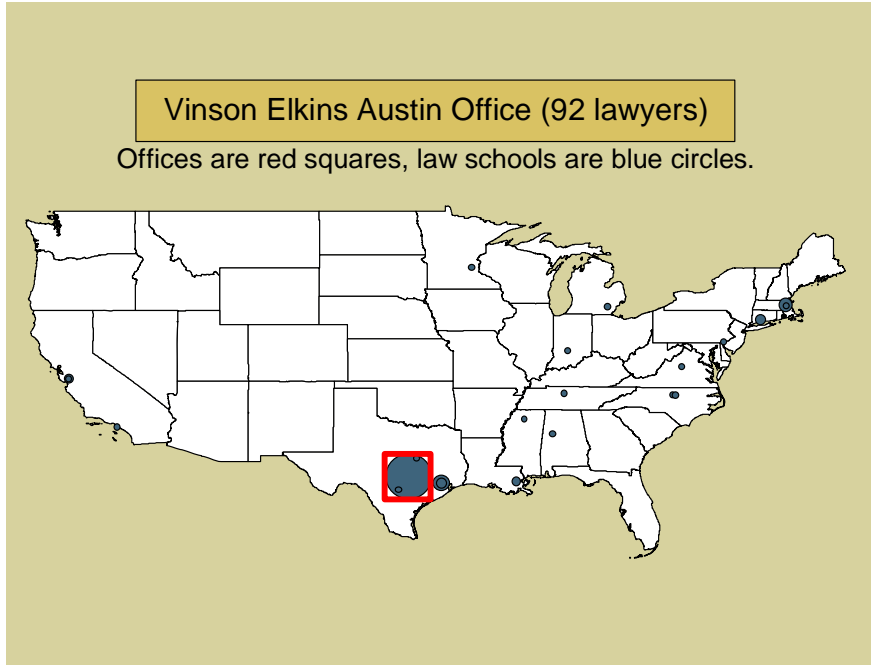 Vinson Elkins Austin Office (92 lawyers)
Offices are red squares, law schools are blue circles.